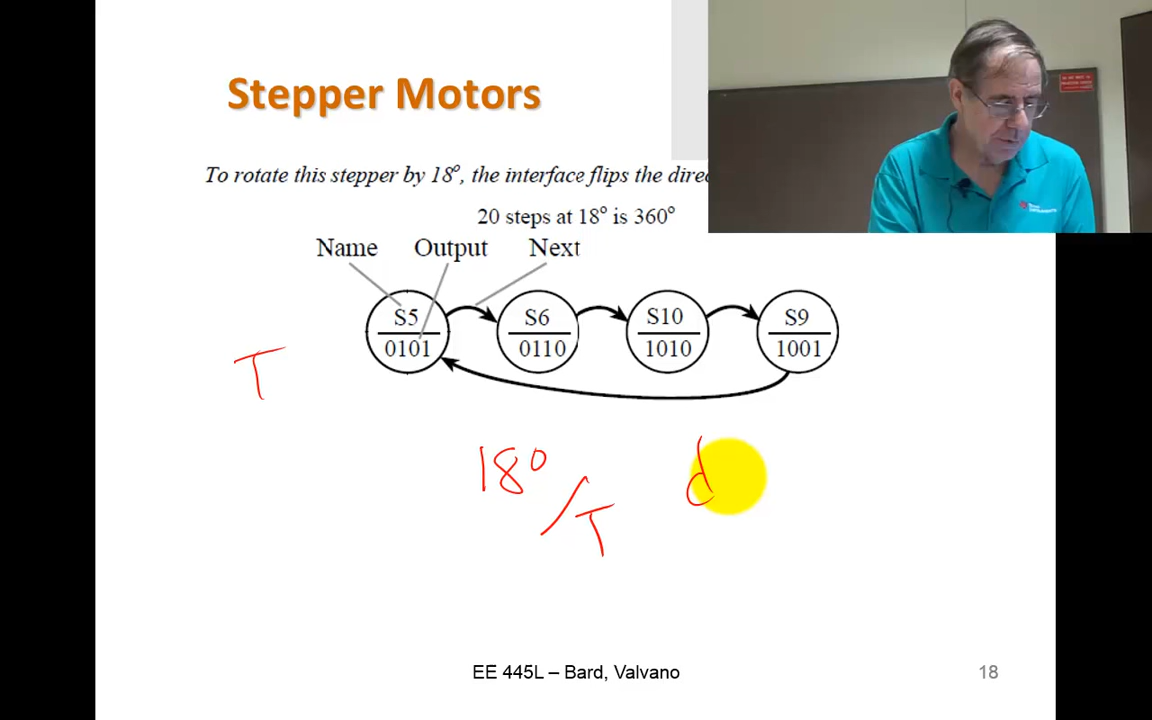 Stepper Motors
To rotate this stepper by 18°, the interface flips the direc
20 steps at 18° is 360°
Name Output Next
S5 S6 S10 S9
0101 0110 1010 1001
T
18°/T d
EE 445L – Bard, Valvano
18